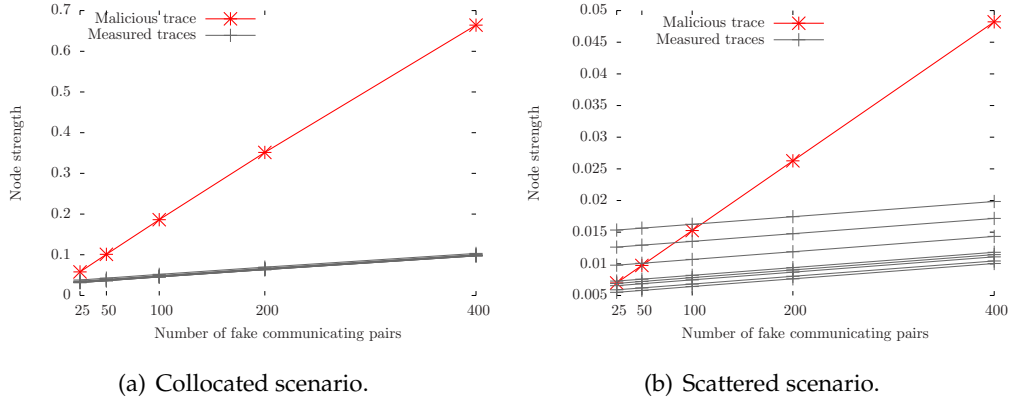 Malicious trace
Measured traces
0.7
0.6
0.5
0.4
0.3
0.2
0.1
0
Node strength
25 50 100 200 400
Number of fake communicating pairs
(a) Collocated scenario.
Malicious trace
Measured traces
0.05
0.045
0.04
0.035
0.03
0.025
0.02
0.015
0.01
0.005
Node strength
25 50 100 200 400
Number of fake communicating pairs
(b) Scattered scenario.